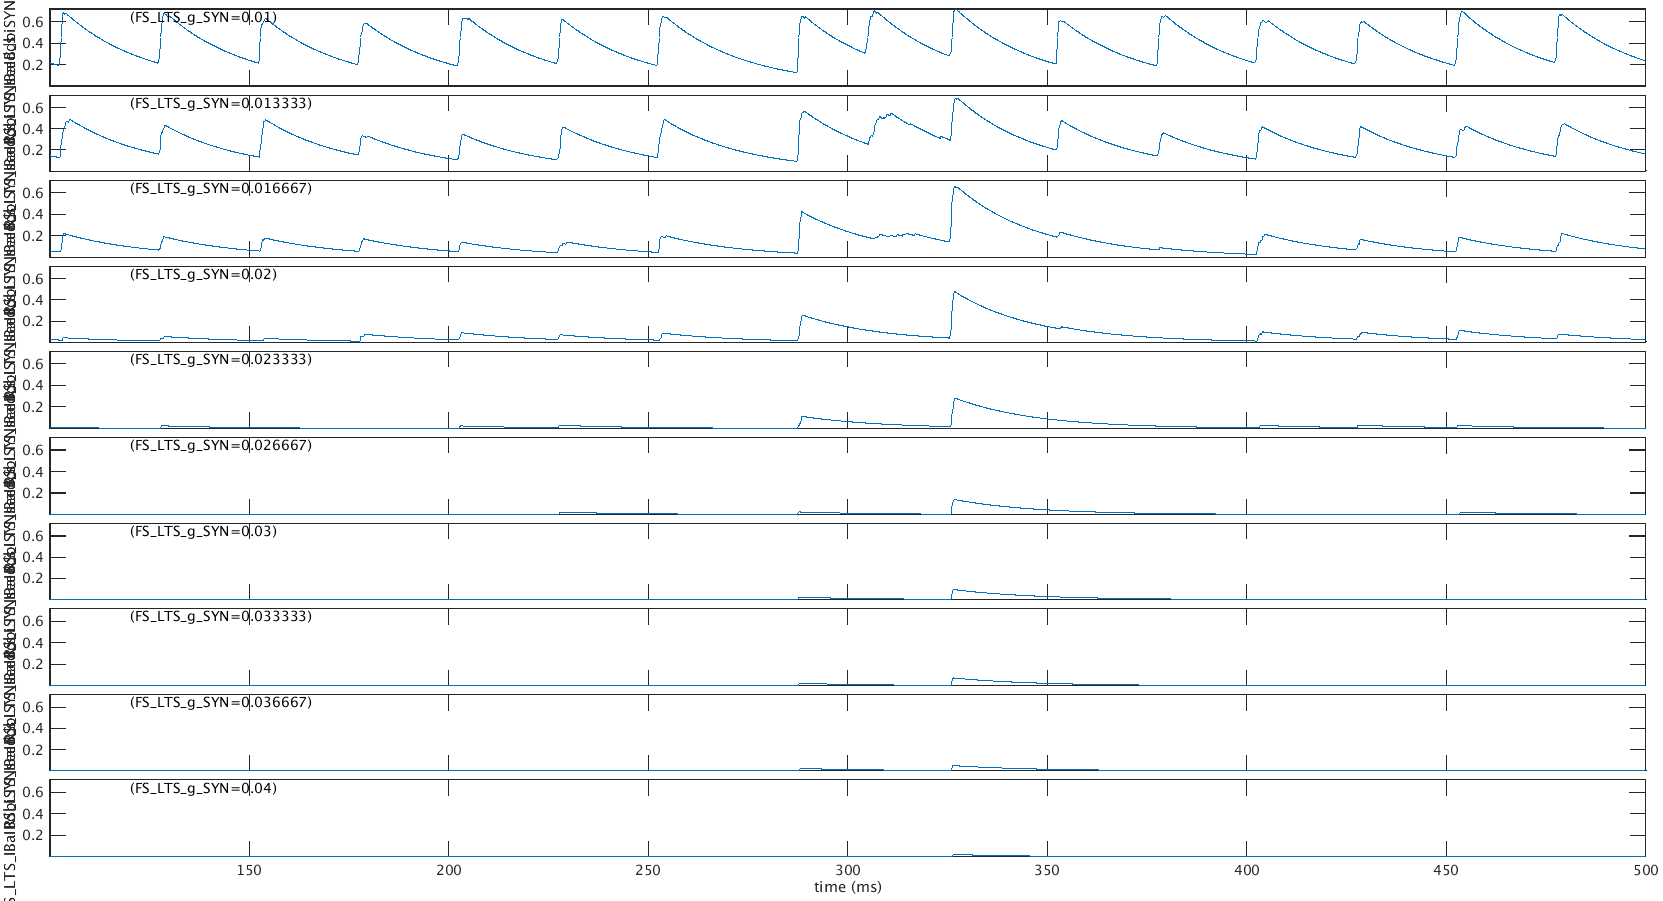 (FS_LTS_g_SYN=0.01)
0.6
0.4
0.2
(FS_LTS_g_SYN=0.013333)
0.6
0.4
0.2
(FS_LTS_g_SYN=0.016667)
0.6
0.4
0.2
(FS_LTS_g_SYN=0.02)
0.6
0.4
0.2
(FS_LTS_g_SYN=0.023333)
0.6
0.4
0.2
(FS_LTS_g_SYN=0.026667)
0.6
0.4
0.2
(FS_LTS_g_SYN=0.03)
0.6
0.4
0.2
(FS_LTS_g_SYN=0.033333)
0.6
0.4
0.2
(FS_LTS_g_SYN=0.036667)
0.6
0.4
0.2
(FS_LTS_g_SYN=0.04)
0.6
0.4
0.2
150 200 250 300 350 400 450 500
time (ms)